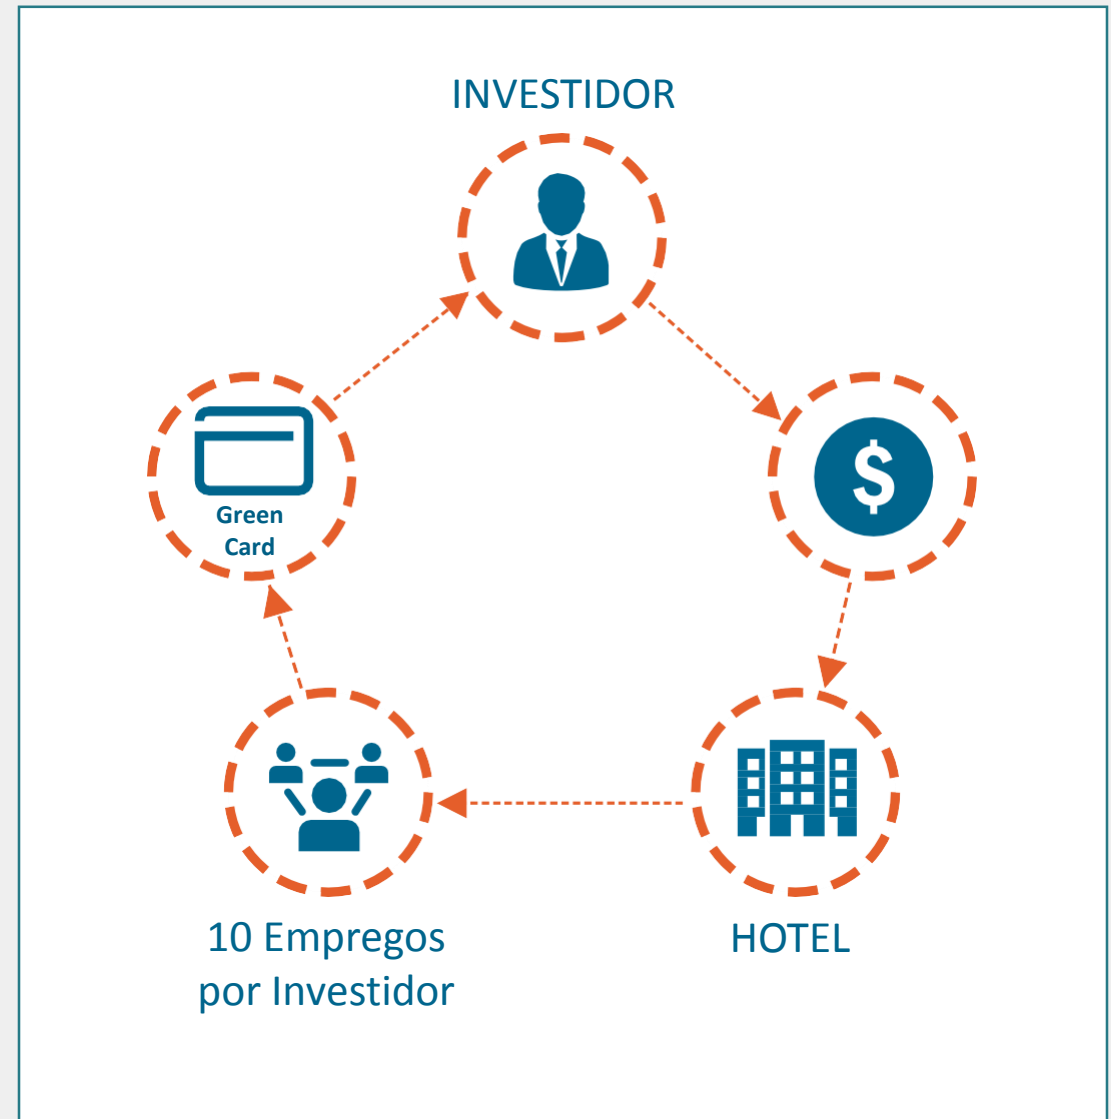 INVESTIDOR
$
Green
Card
10 Empregos
por Investidor
HOTEL